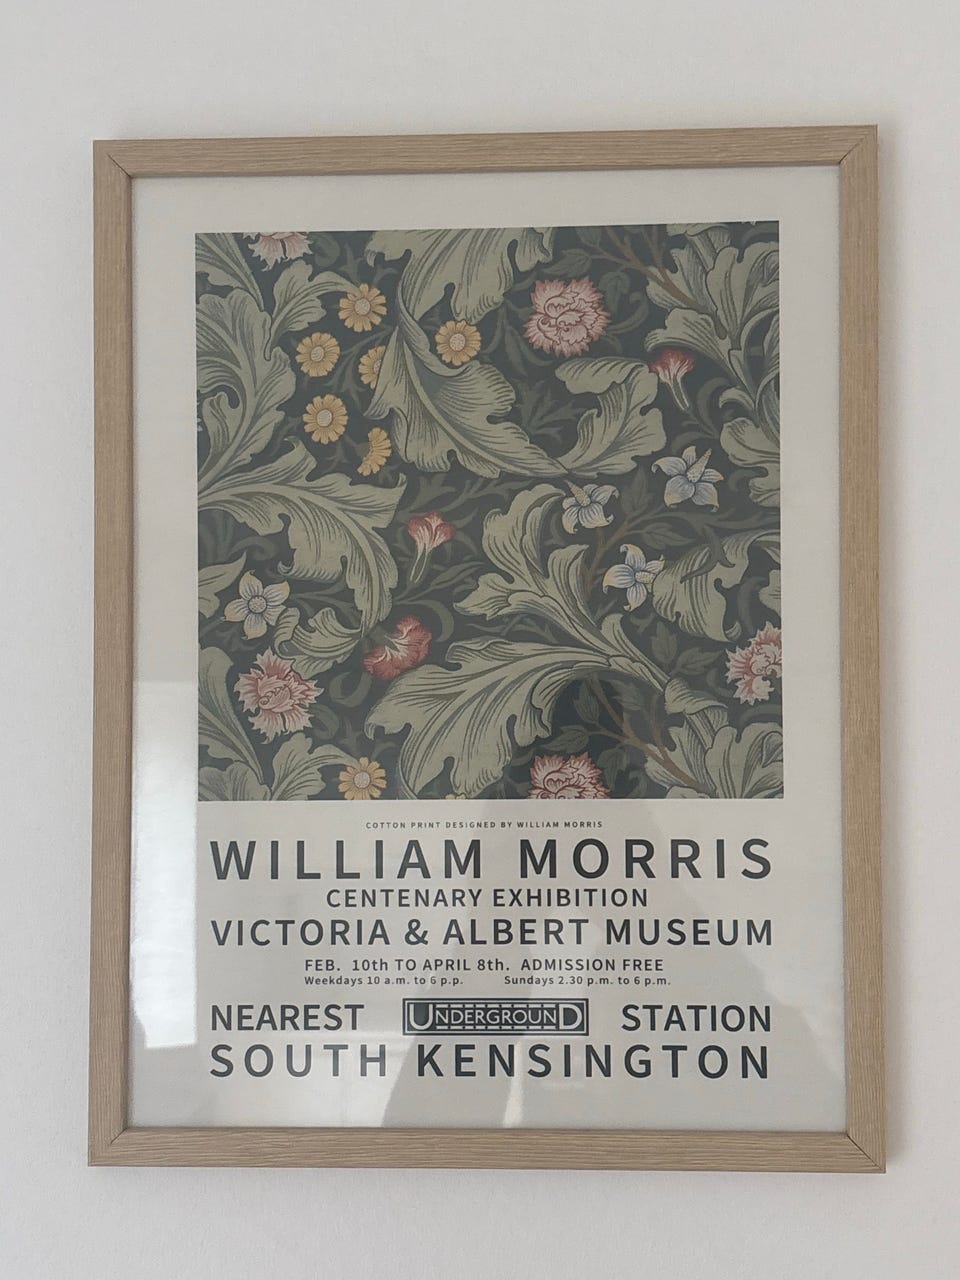 COTTON PRINT DESIGNED BY WILLIAM MORRIS
WILLIAM MORRIS
CENTENARY EXHIBITION
VICTORIA & ALBERT MUSEUM
FEB. 10th TO APRIL 8th. ADMISSION FREE
Weekdays 10 a.m. to 6 p.p. Sundays 2.30 p.m. to 6 p.m.
NEAREST UNDERGROUND STATION
SOUTH KENSINGTON